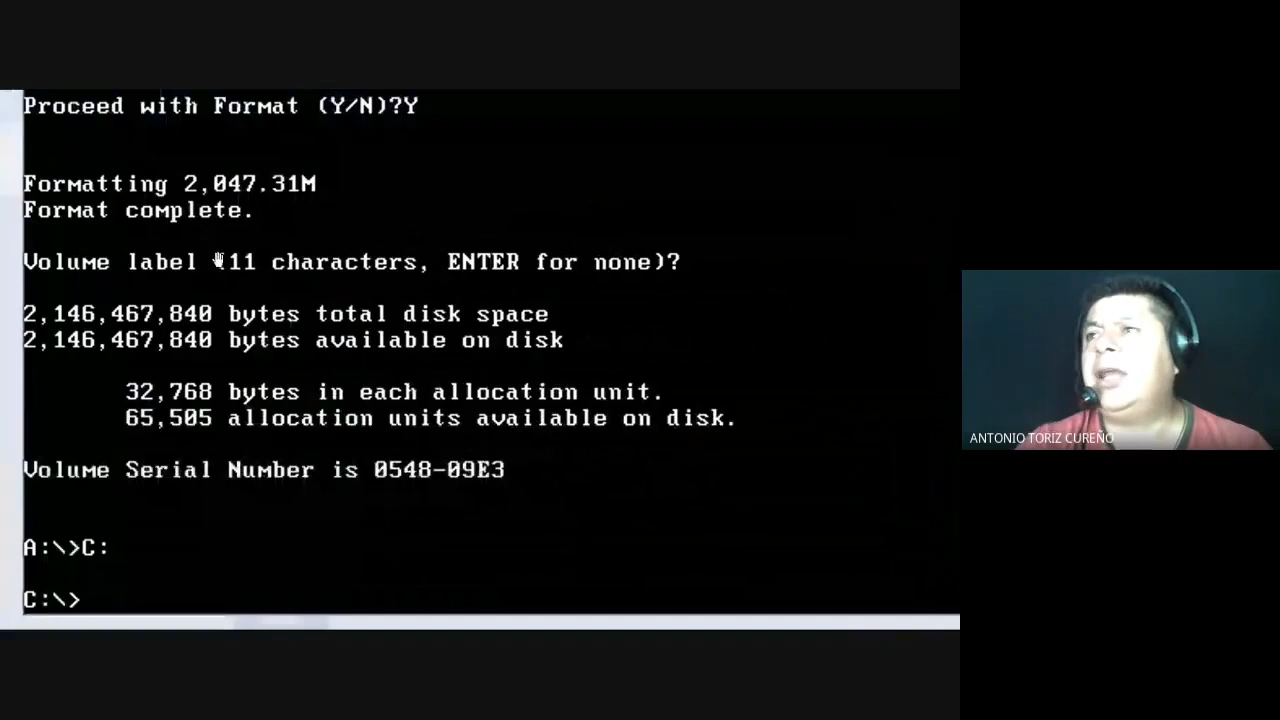 Proceed with Format (Y/N)?Y
Formatting 2,047.31M
Format complete.
Volume label (11 characters, ENTER for none)?
2,146,467,840 bytes total disk space
2,146,467,840 bytes available on disk
32,768 bytes in each allocation unit.
65,505 allocation units available on disk.
Volume Serial Number is 0548-09E3
A:\>C:
C:\>
ANTONIO TORIZ CUREÑO